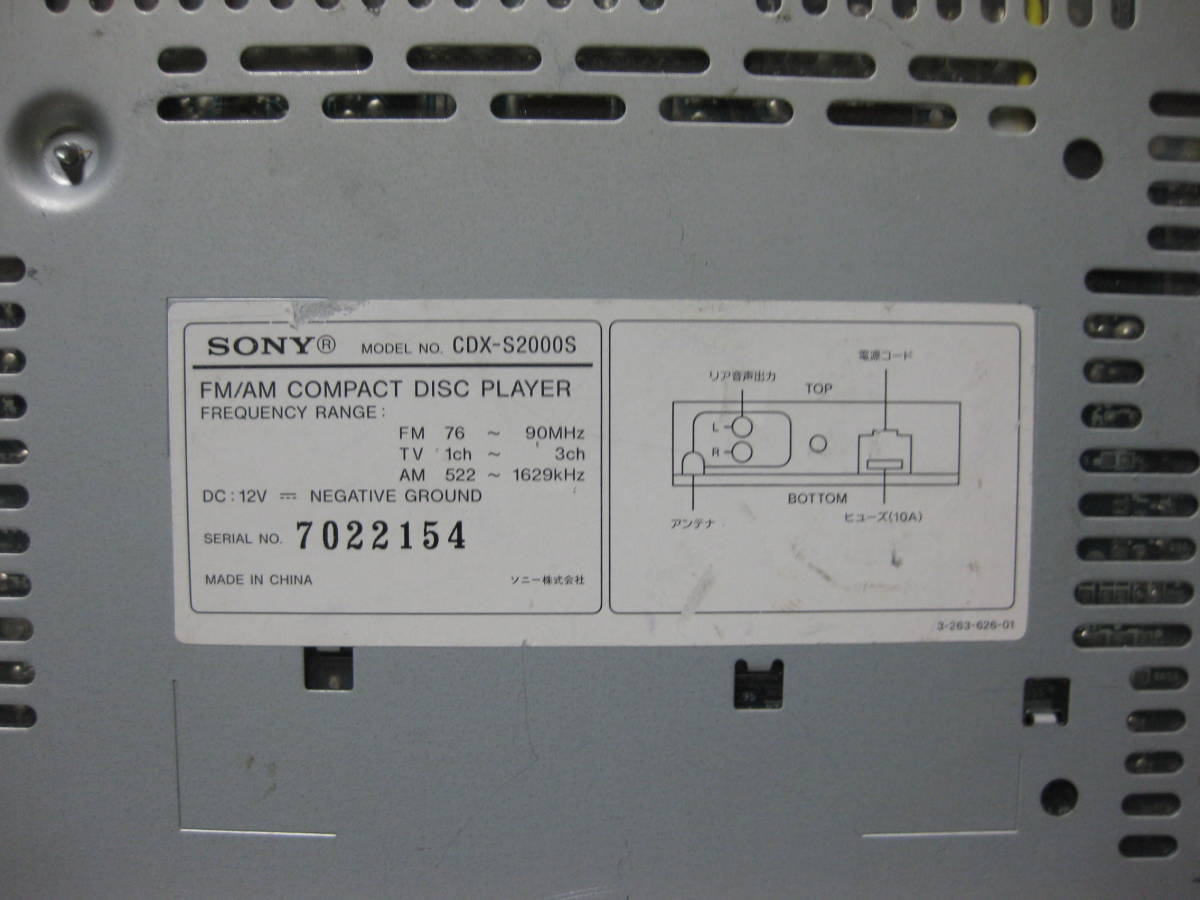 SONY® MODEL NO. CDX-S2000S
FM/AM COMPACT DISC PLAYER
FREQUENCY RANGE:
FM 76 ~ 90MHz
TV 1ch ~ 3ch
AM 522 ~ 1629kHz
DC: 12V ⎓ NEGATIVE GROUND
SERIAL NO. 7022154
MADE IN CHINA ソニー株式会社
電源コード
リア音声出力
TOP
L
R
BOTTOM
アンテナ
ヒューズ(10A)
3-263-626-01